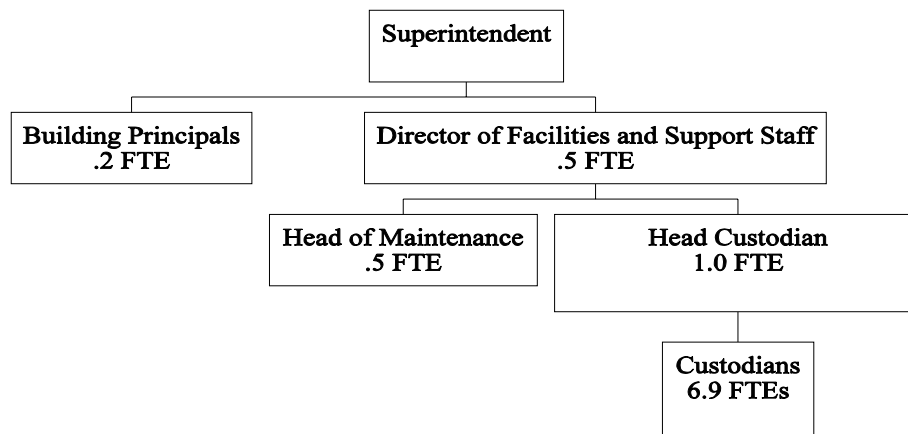 Superintendent
Building Principals
.2 FTE
Director of Facilities and Support Staff
.5 FTE
Head of Maintenance
.5 FTE
Head Custodian
1.0 FTE
Custodians
6.9 FTEs